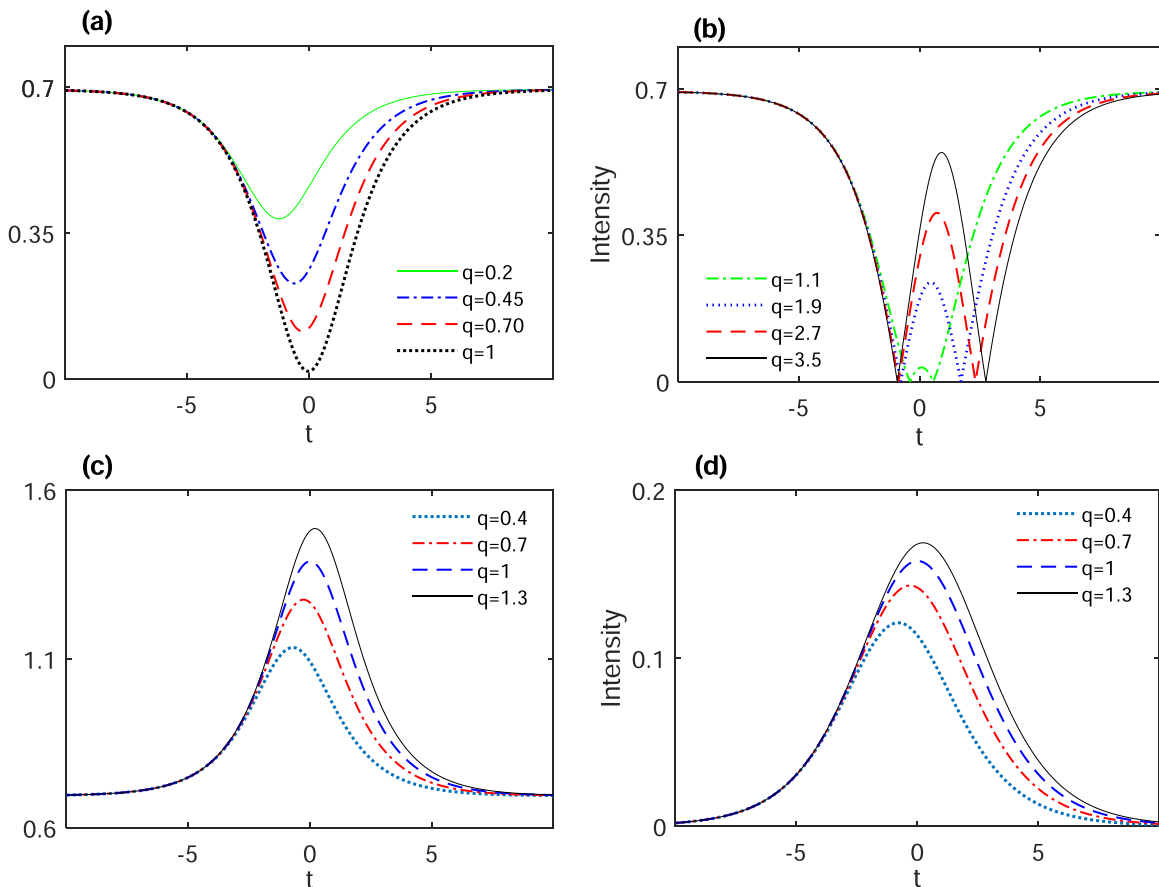 (a)
0.7
0.35
0
-5
0
5
t
q=0.2
q=0.45
q=0.70
q=1
(b)
0.7
0.35
0
Intensity
-5
0
5
t
q=1.1
q=1.9
q=2.7
q=3.5
(c)
1.6
1.1
0.6
-5
0
5
t
q=0.4
q=0.7
q=1
q=1.3
(d)
0.2
0.1
0
Intensity
-5
0
5
t
q=0.4
q=0.7
q=1
q=1.3